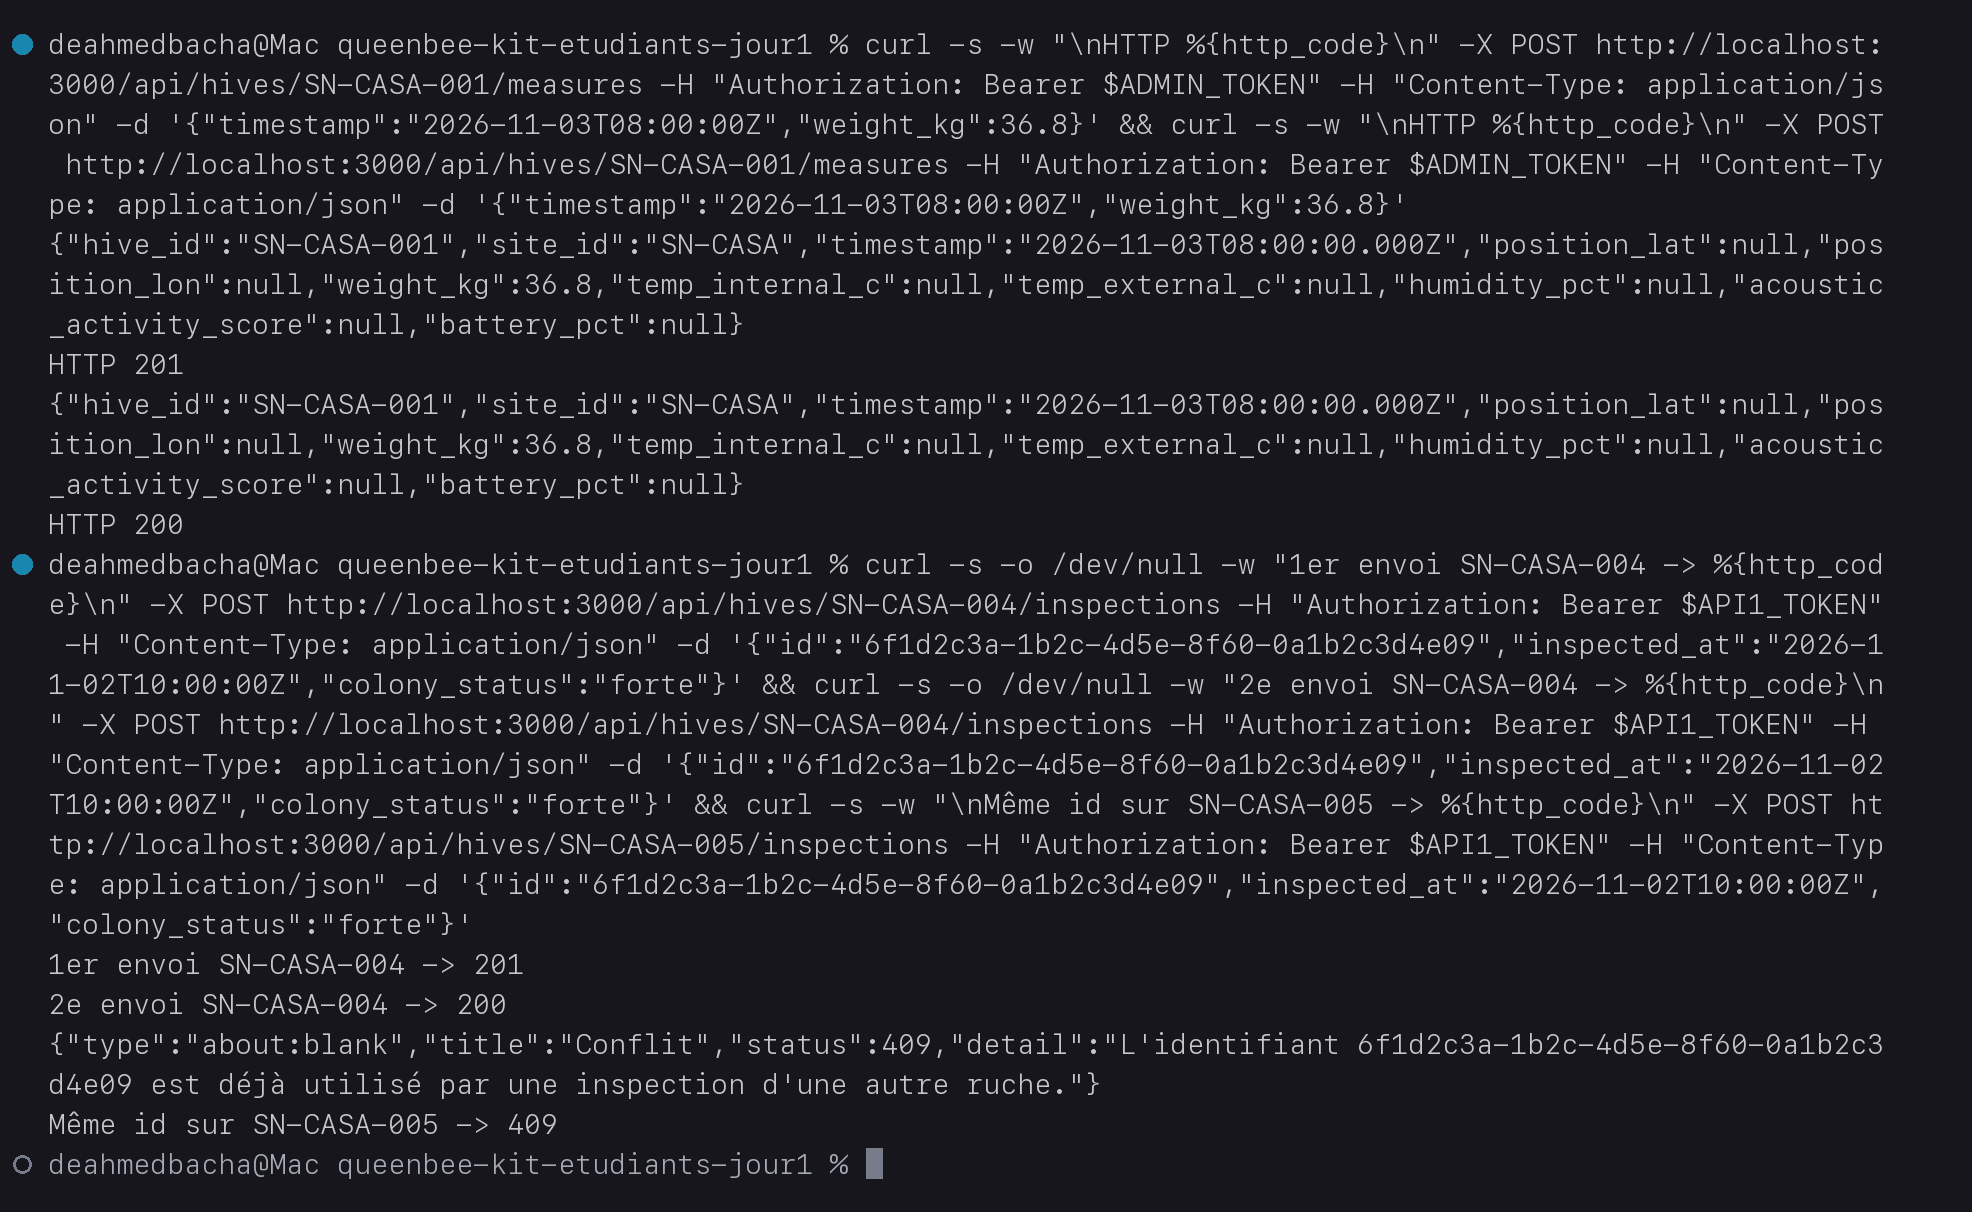 deahmedbacha@Mac queenbee-kit-etudiants-jour1 % curl -s -w "\nHTTP %{http_code}\n" -X POST http://localhost:
3000/api/hives/SN-CASA-001/measures -H "Authorization: Bearer $ADMIN_TOKEN" -H "Content-Type: application/js
on" -d '{"timestamp":"2026-11-03T08:00:00Z","weight_kg":36.8}' && curl -s -w "\nHTTP %{http_code}\n" -X POST
 http://localhost:3000/api/hives/SN-CASA-001/measures -H "Authorization: Bearer $ADMIN_TOKEN" -H "Content-Ty
pe: application/json" -d '{"timestamp":"2026-11-03T08:00:00Z","weight_kg":36.8}'
{"hive_id":"SN-CASA-001","site_id":"SN-CASA","timestamp":"2026-11-03T08:00:00.000Z","position_lat":null,"pos
ition_lon":null,"weight_kg":36.8,"temp_internal_c":null,"temp_external_c":null,"humidity_pct":null,"acoustic
_activity_score":null,"battery_pct":null}
HTTP 201
{"hive_id":"SN-CASA-001","site_id":"SN-CASA","timestamp":"2026-11-03T08:00:00.000Z","position_lat":null,"pos
ition_lon":null,"weight_kg":36.8,"temp_internal_c":null,"temp_external_c":null,"humidity_pct":null,"acoustic
_activity_score":null,"battery_pct":null}
HTTP 200
deahmedbacha@Mac queenbee-kit-etudiants-jour1 % curl -s -o /dev/null -w "1er envoi SN-CASA-004 -> %{http_cod
e}\n" -X POST http://localhost:3000/api/hives/SN-CASA-004/inspections -H "Authorization: Bearer $API1_TOKEN"
 -H "Content-Type: application/json" -d '{"id":"6f1d2c3a-1b2c-4d5e-8f60-0a1b2c3d4e09","inspected_at":"2026-1
1-02T10:00:00Z","colony_status":"forte"}' && curl -s -o /dev/null -w "2e envoi SN-CASA-004 -> %{http_code}\n
" -X POST http://localhost:3000/api/hives/SN-CASA-004/inspections -H "Authorization: Bearer $API1_TOKEN" -H
"Content-Type: application/json" -d '{"id":"6f1d2c3a-1b2c-4d5e-8f60-0a1b2c3d4e09","inspected_at":"2026-11-02
T10:00:00Z","colony_status":"forte"}' && curl -s -w "\nMême id sur SN-CASA-005 -> %{http_code}\n" -X POST ht
tp://localhost:3000/api/hives/SN-CASA-005/inspections -H "Authorization: Bearer $API1_TOKEN" -H "Content-Typ
e: application/json" -d '{"id":"6f1d2c3a-1b2c-4d5e-8f60-0a1b2c3d4e09","inspected_at":"2026-11-02T10:00:00Z",
"colony_status":"forte"}'
1er envoi SN-CASA-004 -> 201
2e envoi SN-CASA-004 -> 200
{"type":"about:blank","title":"Conflit","status":409,"detail":"L'identifiant 6f1d2c3a-1b2c-4d5e-8f60-0a1b2c3
d4e09 est déjà utilisé par une inspection d'une autre ruche."}
Même id sur SN-CASA-005 -> 409
deahmedbacha@Mac queenbee-kit-etudiants-jour1 %